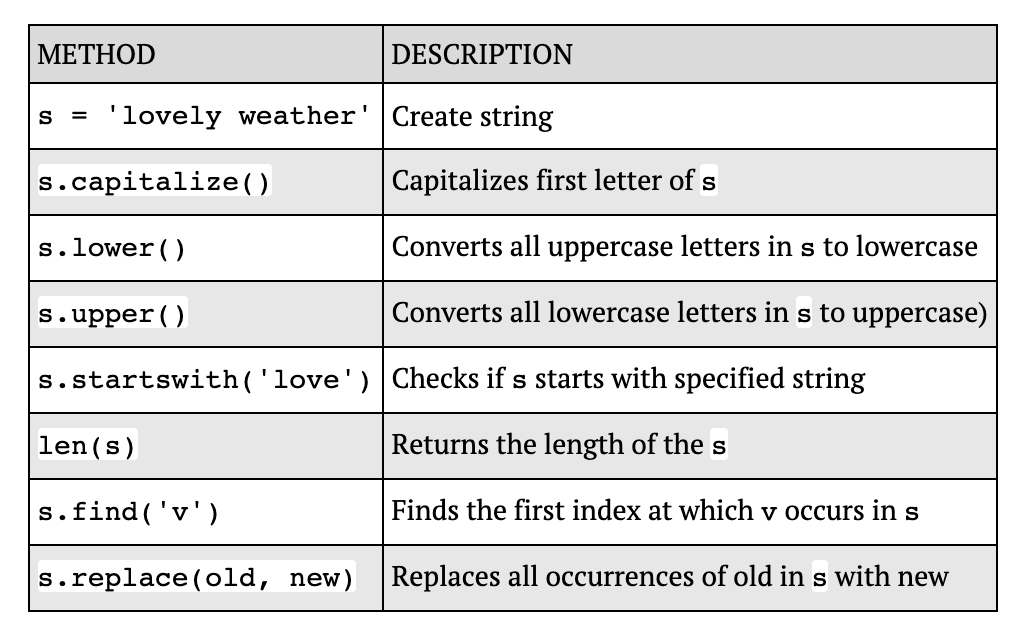 METHOD DESCRIPTION
s = 'lovely weather' Create string
s.capitalize() Capitalizes first letter of s
s.lower() Converts all uppercase letters in s to lowercase
s.upper() Converts all lowercase letters in s to uppercase)
s.startswith('love') Checks if s starts with specified string
len(s) Returns the length of the s
s.find('v') Finds the first index at which v occurs in s
s.replace(old, new) Replaces all occurrences of old in s with new